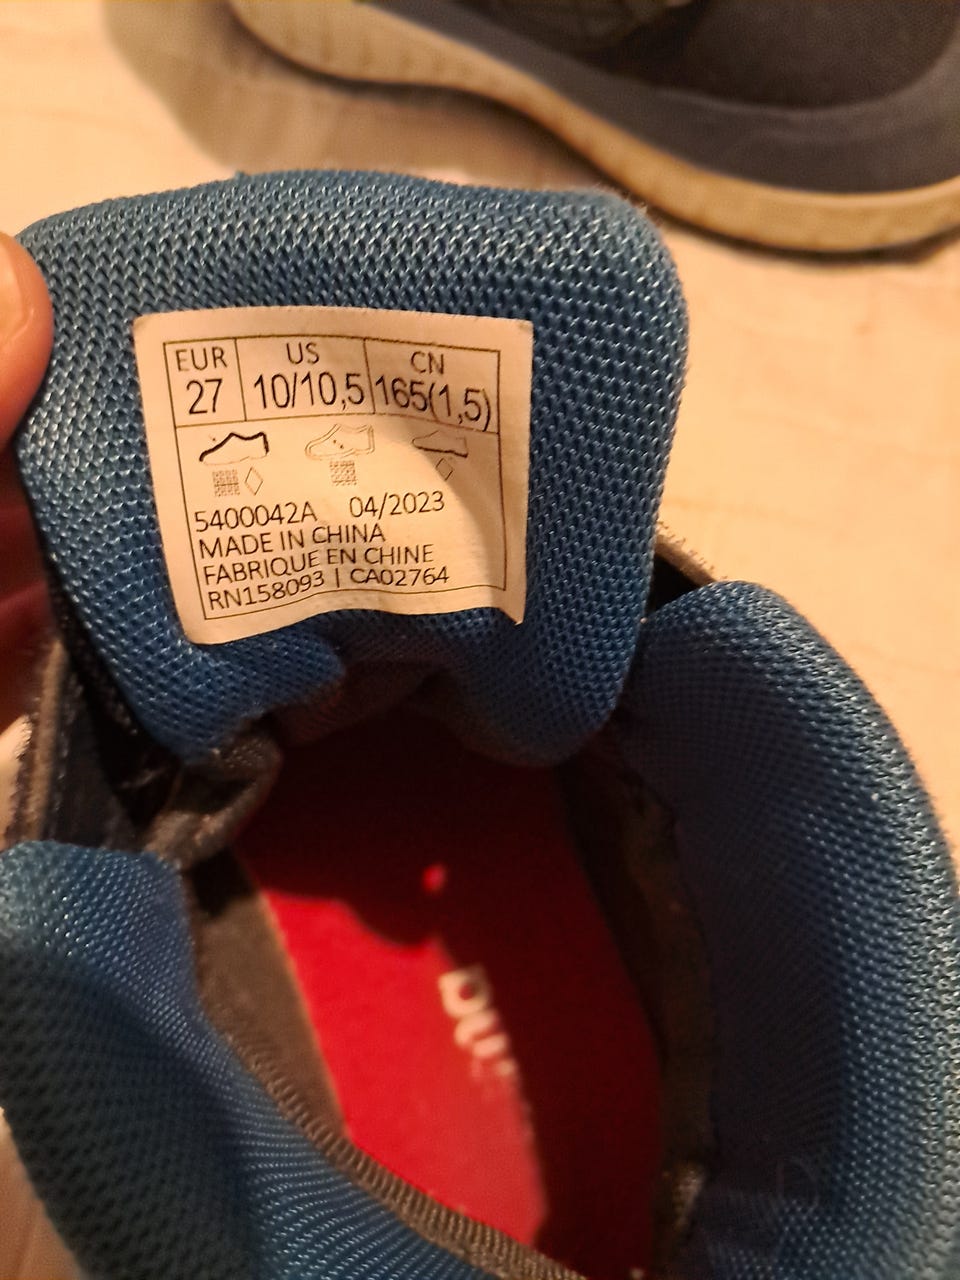 EUR US CN
27 10/10,5 165(1,5)
5400042A 04/2023
MADE IN CHINA
FABRIQUE EN CHINE
RN158093 | CA02764